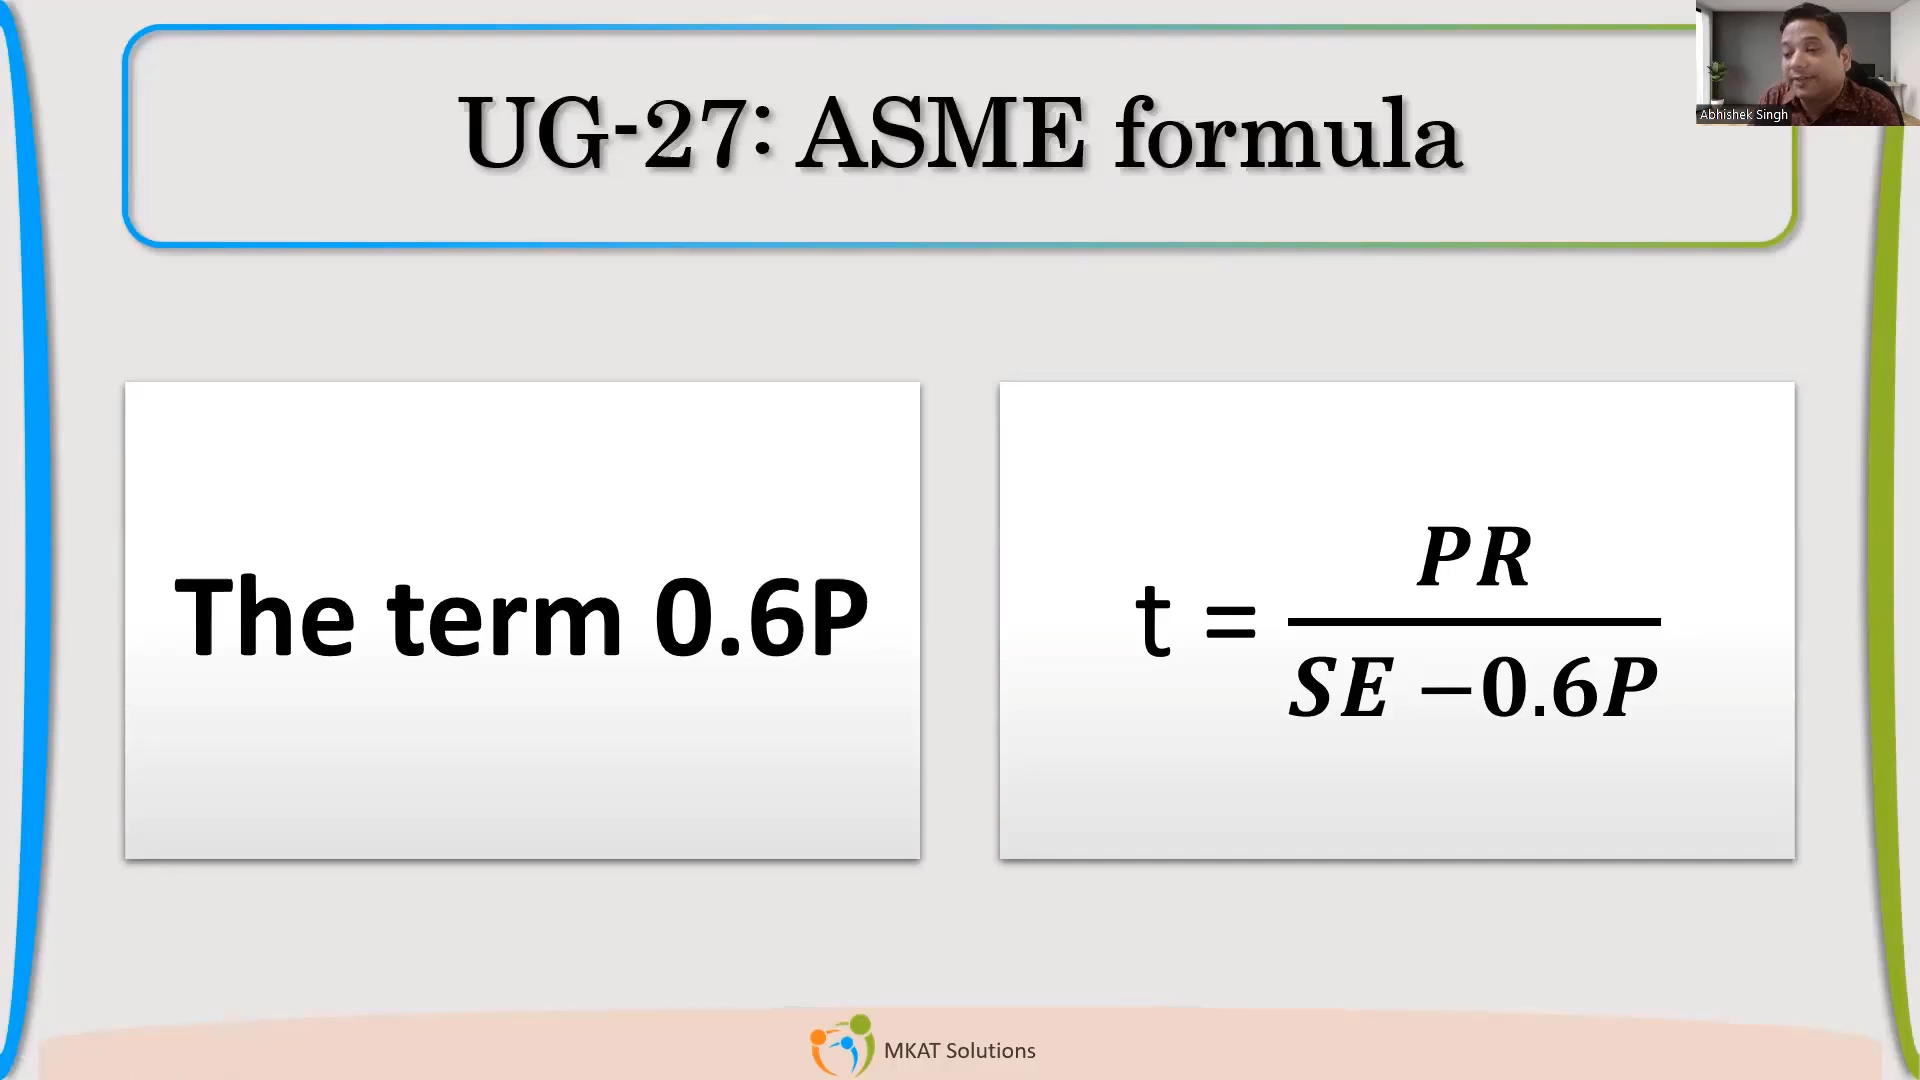 UG-27: ASME formula
Abhishek Singh
The term 0.6P
t = PR / SE −0.6P
MKAT Solutions